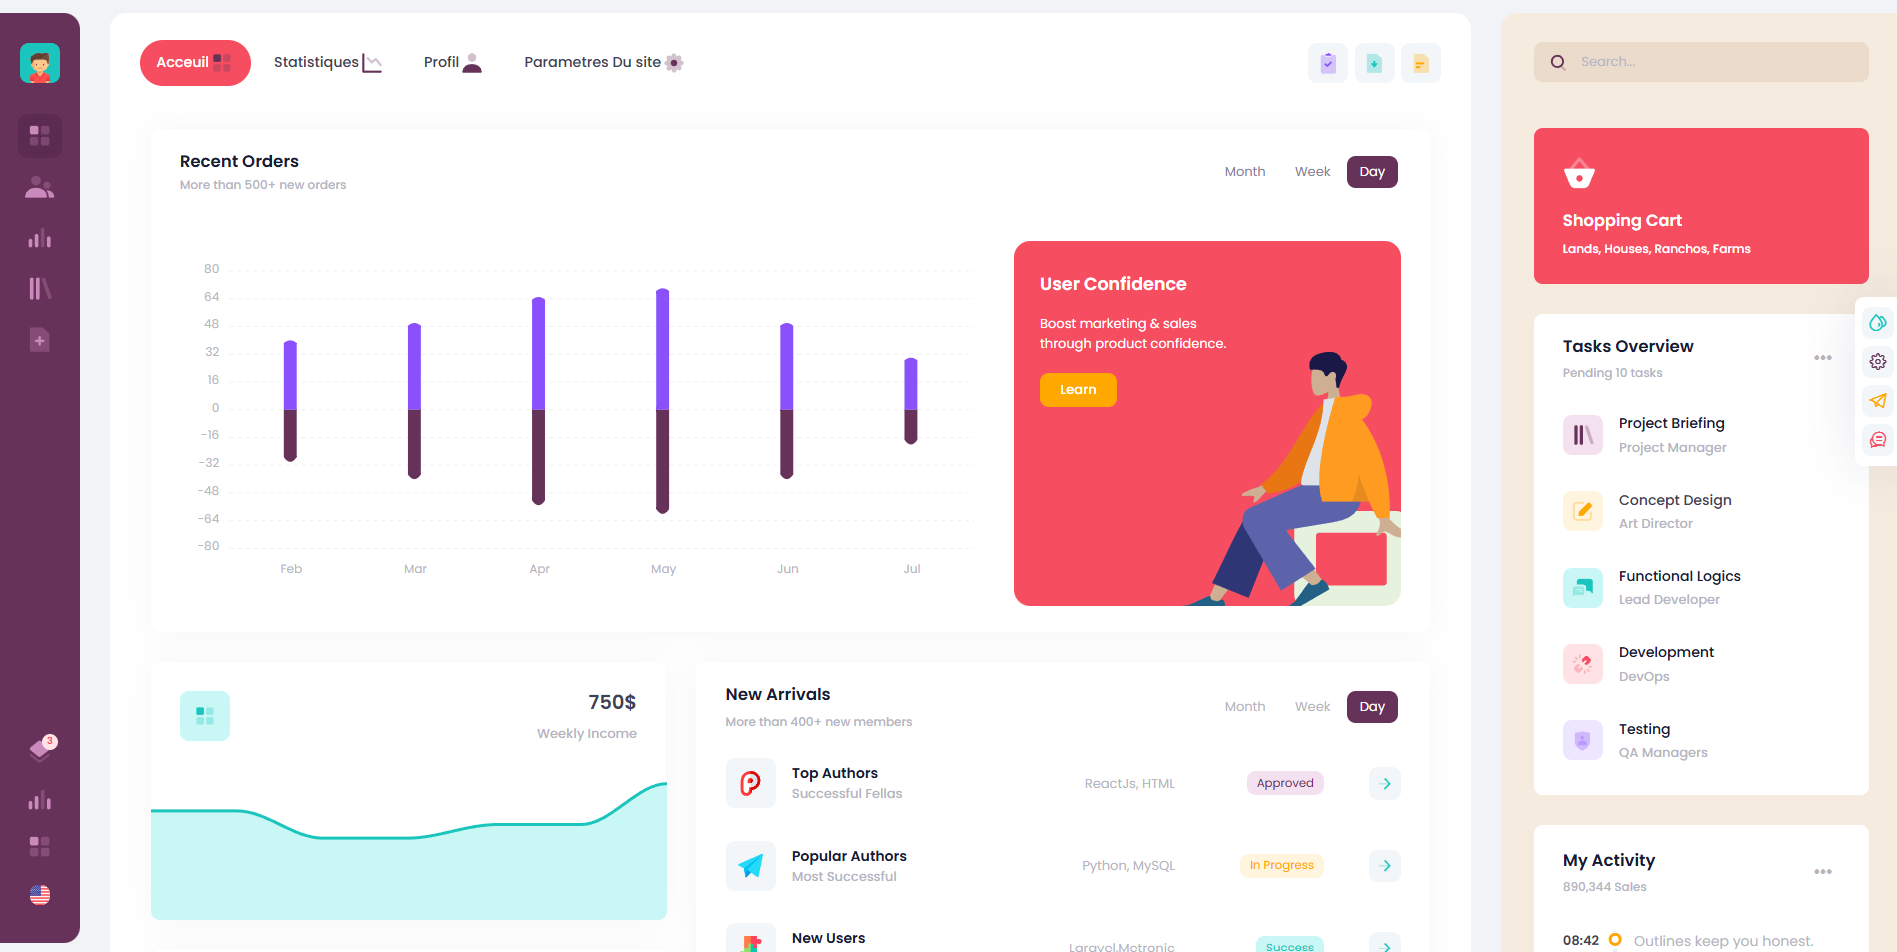 Acceuil
Statistiques
Profil
Parametres Du site
Search...
Recent Orders
More than 500+ new orders
Month
Week
Day
80
64
48
32
16
0
-16
-32
-48
-64
-80
Feb
Mar
Apr
May
Jun
Jul
User Confidence
Boost marketing & sales
through product confidence.
Learn
Shopping Cart
Lands, Houses, Ranchos, Farms
Tasks Overview
Pending 10 tasks
Project Briefing
Project Manager
Concept Design
Art Director
Functional Logics
Lead Developer
Development
DevOps
Testing
QA Managers
3
750$
Weekly Income
New Arrivals
More than 400+ new members
Month
Week
Day
Top Authors
Successful Fellas
ReactJs, HTML
Approved
Popular Authors
Most Successful
Python, MySQL
In Progress
New Users
Laravel,Metronic
Success
My Activity
890,344 Sales
08:42
Outlines keep you honest.